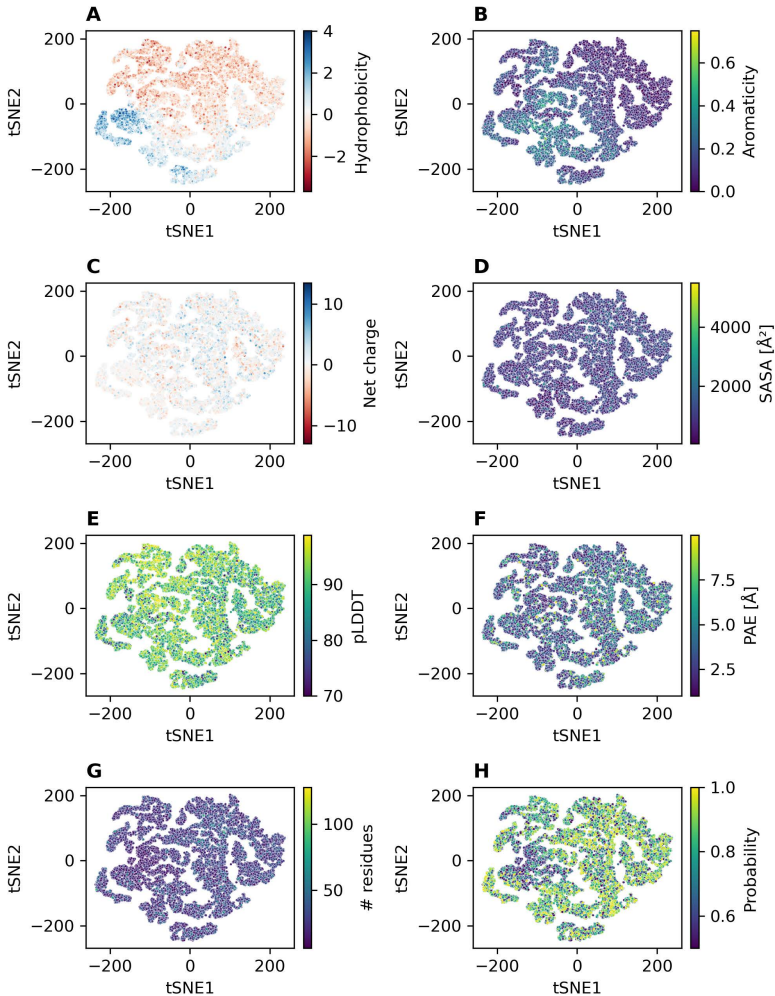 A
200
0
−200
tSNE2
−200
0
200
tSNE1
4
2
0
−2
Hydrophobicity
B
200
0
−200
tSNE2
−200
0
200
tSNE1
0.6
0.4
0.2
0.0
Aromaticity
C
200
0
−200
tSNE2
−200
0
200
tSNE1
10
0
−10
Net charge
D
200
0
−200
tSNE2
−200
0
200
tSNE1
4000
2000
SASA [Å²]
E
200
0
−200
tSNE2
−200
0
200
tSNE1
90
80
70
pLDDT
F
200
0
−200
tSNE2
−200
0
200
tSNE1
7.5
5.0
2.5
PAE [Å]
G
200
0
−200
tSNE2
−200
0
200
tSNE1
100
50
# residues
H
200
0
−200
tSNE2
−200
0
200
tSNE1
1.0
0.8
0.6
Probability